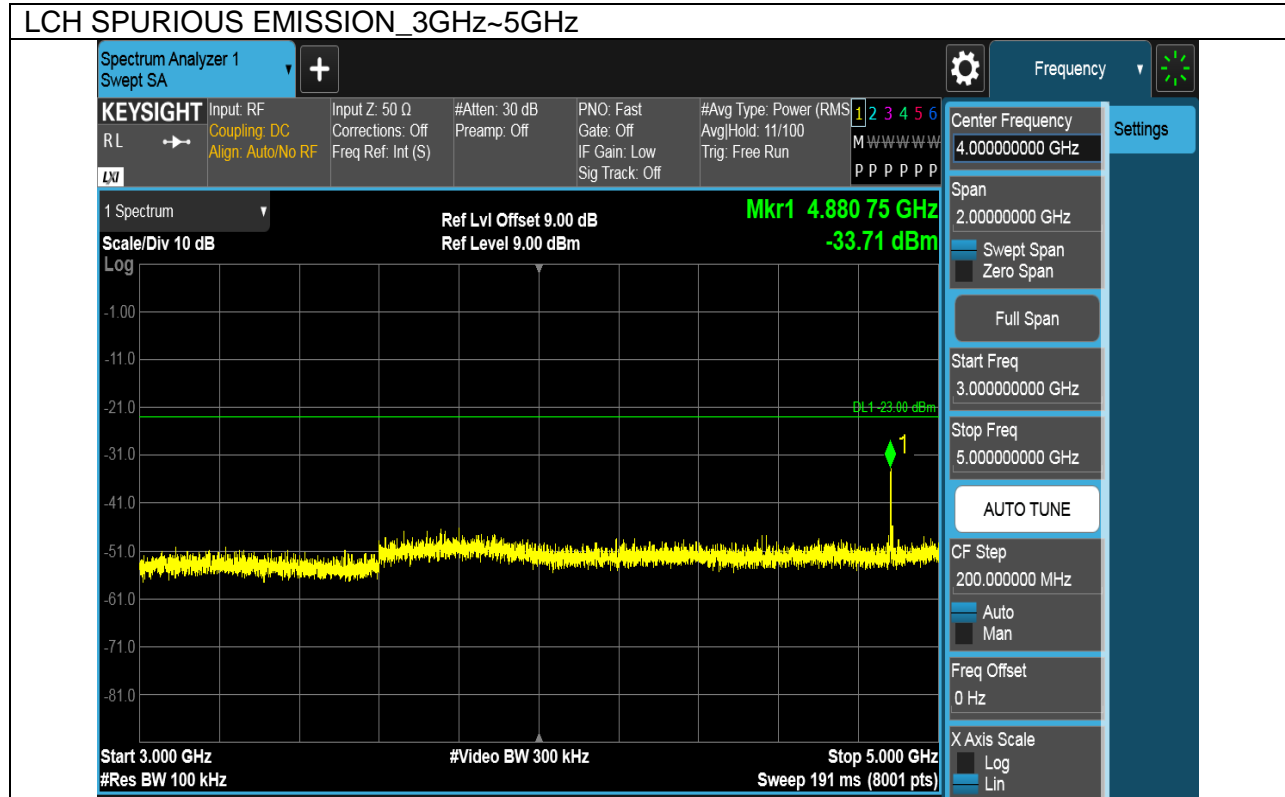 LCH SPURIOUS EMISSION_3GHz~5GHz
Spectrum Analyzer 1
Swept SA
+
Frequency
KEYSIGHT
RL
LXI
Input: RF
Coupling: DC
Align: Auto/No RF
Input Z: 50 Ω
Corrections: Off
Freq Ref: Int (S)
#Atten: 30 dB
Preamp: Off
PNO: Fast
Gate: Off
IF Gain: Low
Sig Track: Off
#Avg Type: Power (RMS
Avg|Hold: 11/100
Trig: Free Run
1 2 3 4 5 6
M W W W W W
P P P P P P
1 Spectrum
Scale/Div 10 dB
Log
Ref Lvl Offset 9.00 dB
Ref Level 9.00 dBm
Mkr1 4.880 75 GHz
-33.71 dBm
-1.00
-11.0
-21.0
-31.0
-41.0
-51.0
-61.0
-71.0
-81.0
DL1 -23.00 dBm
1
Start 3.000 GHz
#Res BW 100 kHz
#Video BW 300 kHz
Stop 5.000 GHz
Sweep 191 ms (8001 pts)
Center Frequency
4.000000000 GHz
Span
2.00000000 GHz
Swept Span
Zero Span
Full Span
Start Freq
3.000000000 GHz
Stop Freq
5.000000000 GHz
AUTO TUNE
CF Step
200.000000 MHz
Auto
Man
Freq Offset
0 Hz
X Axis Scale
Log
Lin
Settings